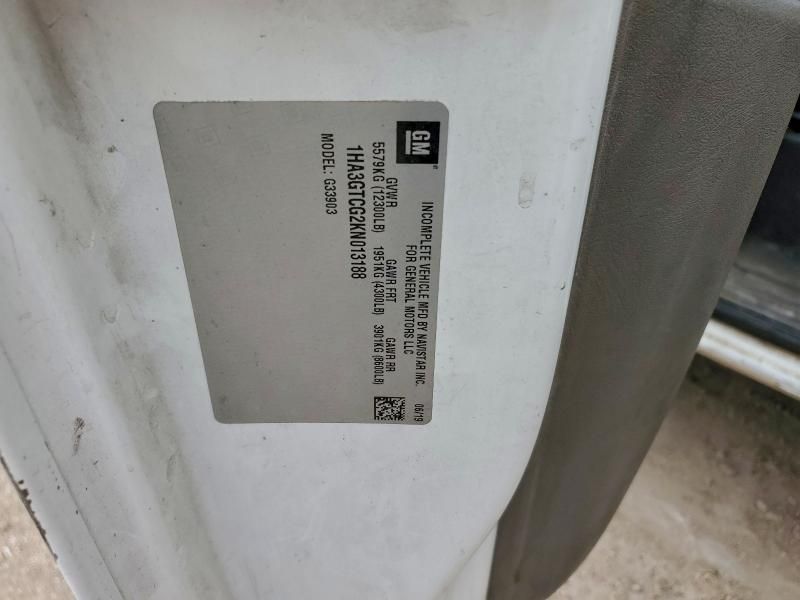 GM
INCOMPLETE VEHICLE MFD BY NAVISTAR INC. 06/19
FOR GENERAL MOTORS LLC
GVWR GAWR FRT GAWR RR
5579KG (12300LB) 1951KG (4300LB) 3901KG (8600LB)
1HA3GTCG2KN013188
MODEL: G33903